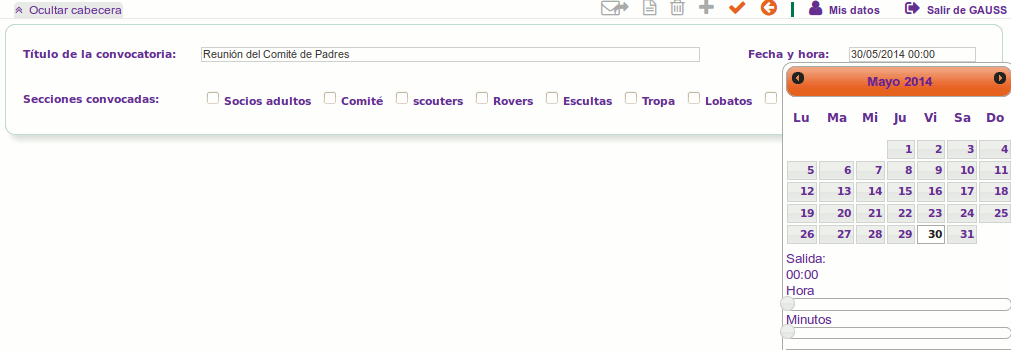 Ocultar cabecera Mis datos Salir de GAUSS
Título de la convocatoria: Reunión del Comité de Padres Fecha y hora: 30/05/2014 00:00
Mayo 2014
Secciones convocadas: Socios adultos Comité scouters Rovers Escultas Tropa Lobatos
Lu Ma Mi Ju Vi Sa Do
1 2 3 4
5 6 7 8 9 10 11
12 13 14 15 16 17 18
19 20 21 22 23 24 25
26 27 28 29 30 31
Salida:
00:00
Hora
Minutos